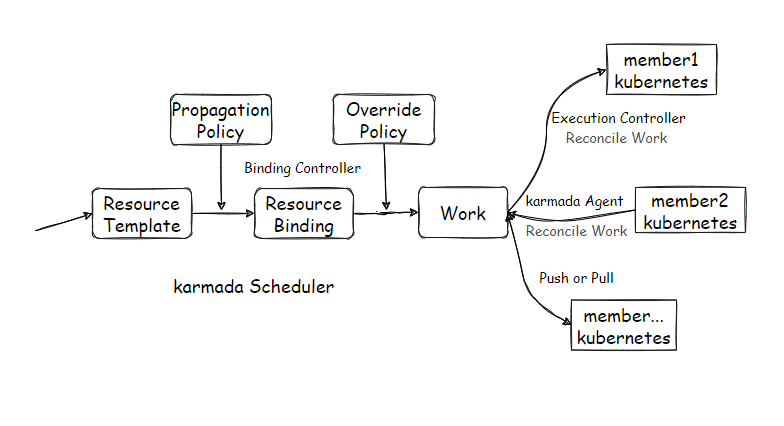 member1
kubernetes
Propagation
Policy
Override
Policy
Execution Controller
Reconcile Work
Binding Controller
Resource
Template
Resource
Binding
Work
karmada Agent
Reconcile Work
member2
kubernetes
karmada Scheduler
Push or Pull
member...
kubernetes